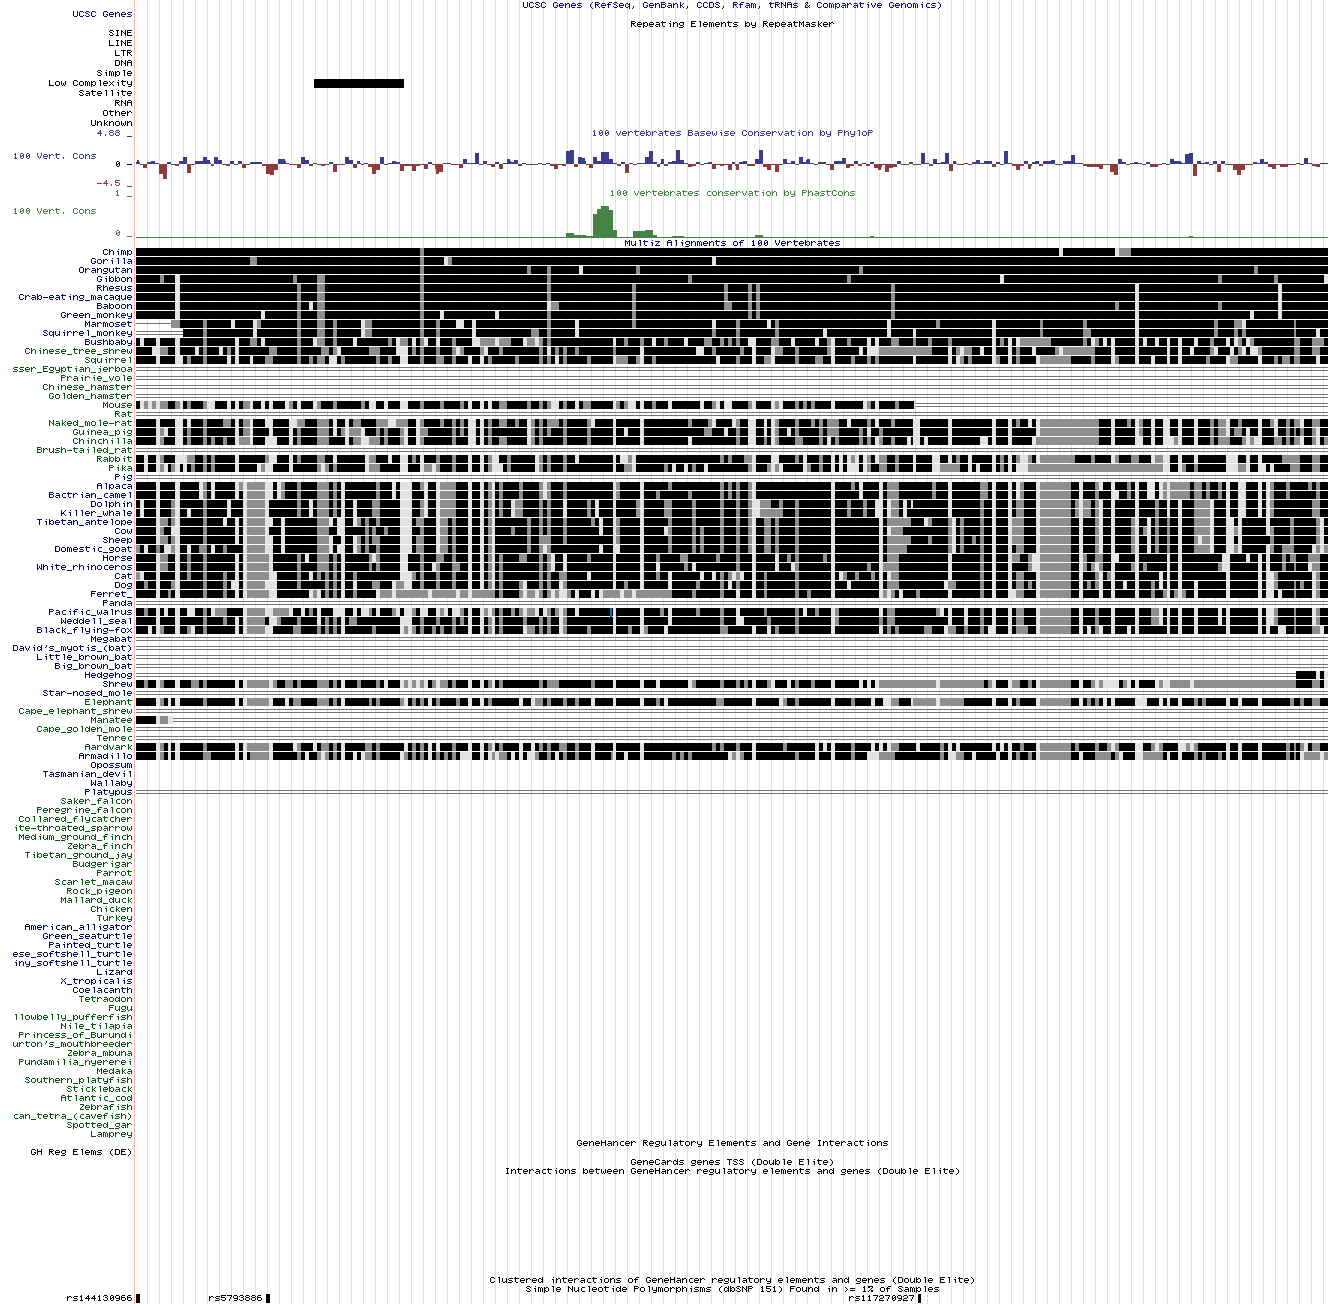 UCSC Genes (RefSeq, GenBank, CCDS, Rfam, tRNAs & Comparative Genomics)
UCSC Genes
Repeating Elements by RepeatMasker
SINE
LINE
LTR
DNA
Simple
Low Complexity
Satellite
RNA
Other
Unknown
4.88 _
100 vertebrates Basewise Conservation by PhyloP
100 Vert. Cons
0 -
-4.5 _
1 _
100 vertebrates conservation by PhastCons
100 Vert. Cons
0 _
Multiz Alignments of 100 Vertebrates
Chimp
Gorilla
Orangutan
Gibbon
Rhesus
Crab-eating_macaque
Baboon
Green_monkey
Marmoset
Squirrel_monkey
Bushbaby
Chinese_tree_shrew
Squirrel
sser_Egyptian_jerboa
Prairie_vole
Chinese_hamster
Golden_hamster
Mouse
Rat
Naked_mole-rat
Guinea_pig
Chinchilla
Brush-tailed_rat
Rabbit
Pika
Pig
Alpaca
Bactrian_camel
Dolphin
Killer_whale
Tibetan_antelope
Cow
Sheep
Domestic_goat
Horse
White_rhinoceros
Cat
Dog
Ferret_
Panda
Pacific_walrus
Weddell_seal
Black_flying-fox
Megabat
David's_myotis_(bat)
Little_brown_bat
Big_brown_bat
Hedgehog
Shrew
Star-nosed_mole
Elephant
Cape_elephant_shrew
Manatee
Cape_golden_mole
Tenrec
Aardvark
Armadillo
Opossum
Tasmanian_devil
Wallaby
Platypus
Saker_falcon
Peregrine_falcon
Collared_flycatcher
ite-throated_sparrow
Medium_ground_finch
Zebra_finch
Tibetan_ground_jay
Budgerigar
Parrot
Scarlet_macaw
Rock_pigeon
Mallard_duck
Chicken
Turkey
American_alligator
Green_seaturtle
Painted_turtle
ese_softshell_turtle
iny_softshell_turtle
Lizard
X_tropicalis
Coelacanth
Tetraodon
Fugu
llowbelly_pufferfish
Nile_tilapia
Princess_of_Burundi
urton's_mouthbreeder
Zebra_mbuna
Pundamilia_nyererei
Medaka
Southern_platyfish
Stickleback
Atlantic_cod
Zebrafish
can_tetra_(cavefish)
Spotted_gar
Lamprey
GeneHancer Regulatory Elements and Gene Interactions
GH Reg Elems (DE)
GeneCards genes TSS (Double Elite)
Interactions between GeneHancer regulatory elements and genes (Double Elite)
Clustered interactions of GeneHancer regulatory elements and genes (Double Elite)
Simple Nucleotide Polymorphisms (dbSNP 151) Found in >= 1% of Samples
rs144130966 rs5793886 rs117270927